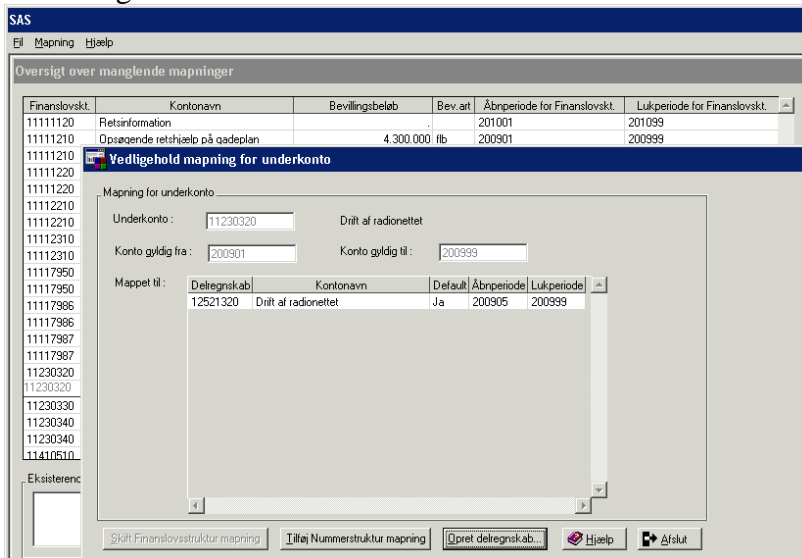 SAS
Fil Mapning Hjælp
Oversigt over manglende mapninger
Finanslovskt. Kontonavn Bevillingsbeløb Bev.art Åbnperiode for Finanslovskt. Lukperiode for Finanslovskt.
11111120 Retsinformation . 201001 201099
11111210 Opsøgende retshjælp på gadeplan 4.300.000 flb 200901 200999
11111210
11111220
11111220
11112210
11112210
11112310
11112310
11117950
11117950
11117986
11117986
11117987
11117987
11230320
11230320
11230330
11230340
11230340
11410510
Eksisterenc
Vedligehold mapning for underkonto
Mapning for underkonto
Underkonto : 11230320 Drift af radionettet
Konto gyldig fra : 200901 Konto gyldig til : 200999
Mappet til :
Delregnskab Kontonavn Default Åbnperiode Lukperiode
12521320 Drift af radionettet Ja 200905 200999
Skift Finanslovsstruktur mapning Tilføj Nummerstruktur mapning Opret delregnskab... Hjælp Afslut